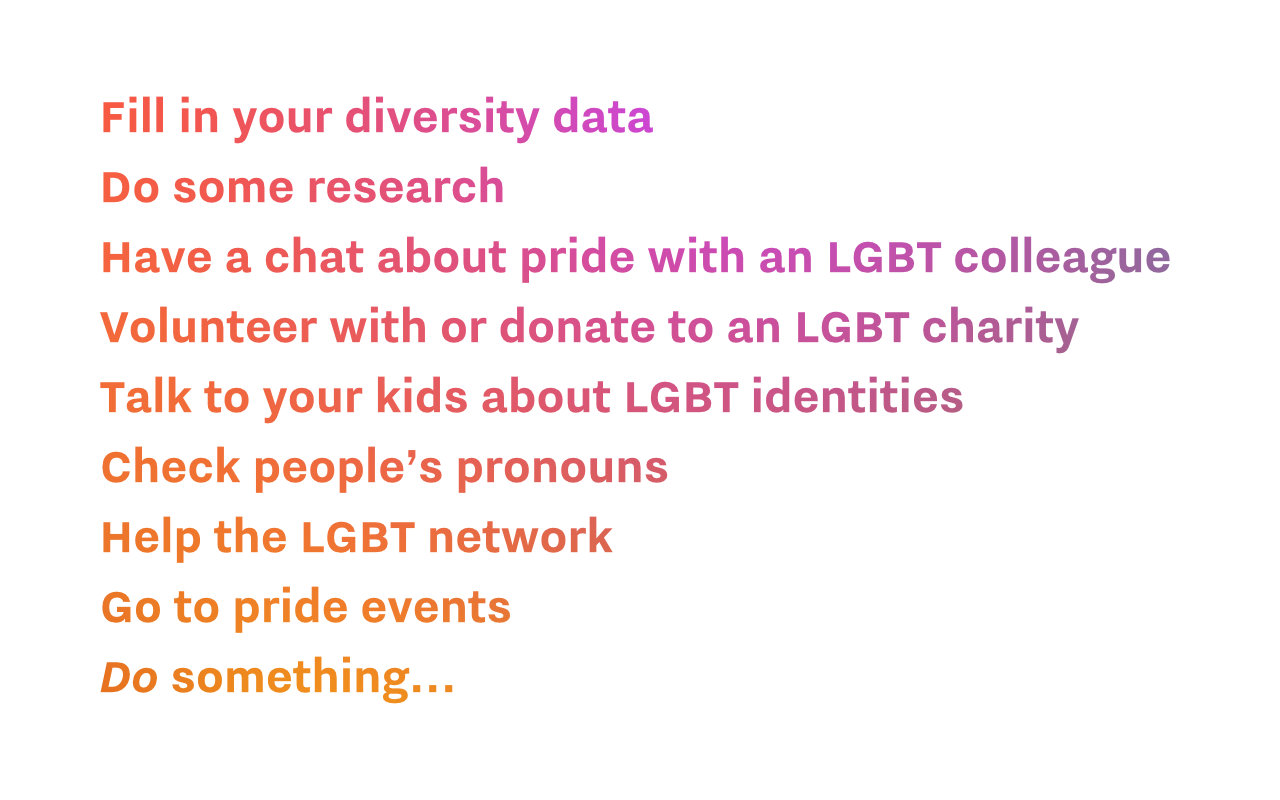 Fill in your diversity data
Do some research
Have a chat about pride with an LGBT colleague
Volunteer with or donate to an LGBT charity
Talk to your kids about LGBT identities
Check people’s pronouns
Help the LGBT network
Go to pride events
Do something…